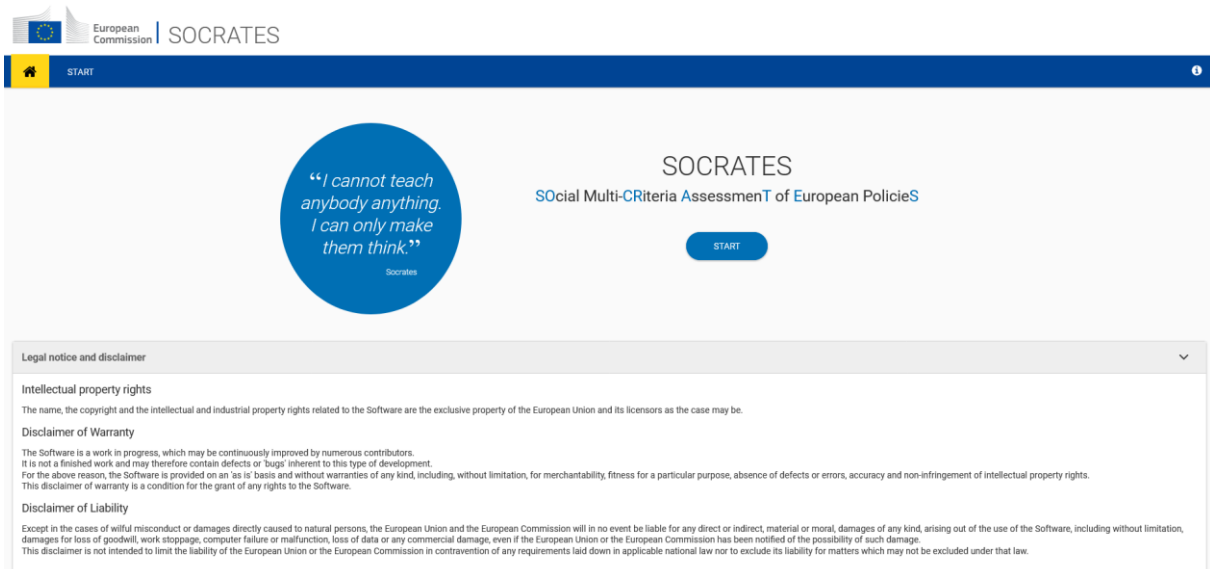 European
Commission
SOCRATES
START
“I cannot teach
anybody anything.
I can only make
them think.”
Socrates
SOCRATES
SOcial Multi-CRiteria AssessmenT of European PolicieS
START
Legal notice and disclaimer
Intellectual property rights
The name, the copyright and the intellectual and industrial property rights related to the Software are the exclusive property of the European Union and its licensors as the case may be.
Disclaimer of Warranty
The Software is a work in progress, which may be continuously improved by numerous contributors.
It is not a finished work and may therefore contain defects or 'bugs' inherent to this type of development.
For the above reason, the Software is provided on an 'as is' basis and without warranties of any kind, including, without limitation, for merchantability, fitness for a particular purpose, absence of defects or errors, accuracy and non-infringement of intellectual property rights.
This disclaimer of warranty is a condition for the grant of any rights to the Software.
Disclaimer of Liability
Except in the cases of wilful misconduct or damages directly caused to natural persons, the European Union and the European Commission will in no event be liable for any direct or indirect, material or moral, damages of any kind, arising out of the use of the Software, including without limitation,
damages for loss of goodwill, work stoppage, computer failure or malfunction, loss of data or any commercial damage, even if the European Union or the European Commission has been notified of the possibility of such damage.
This disclaimer is not intended to limit the liability of the European Union or the European Commission in contravention of any requirements laid down in applicable national law nor to exclude its liability for matters which may not be excluded under that law.